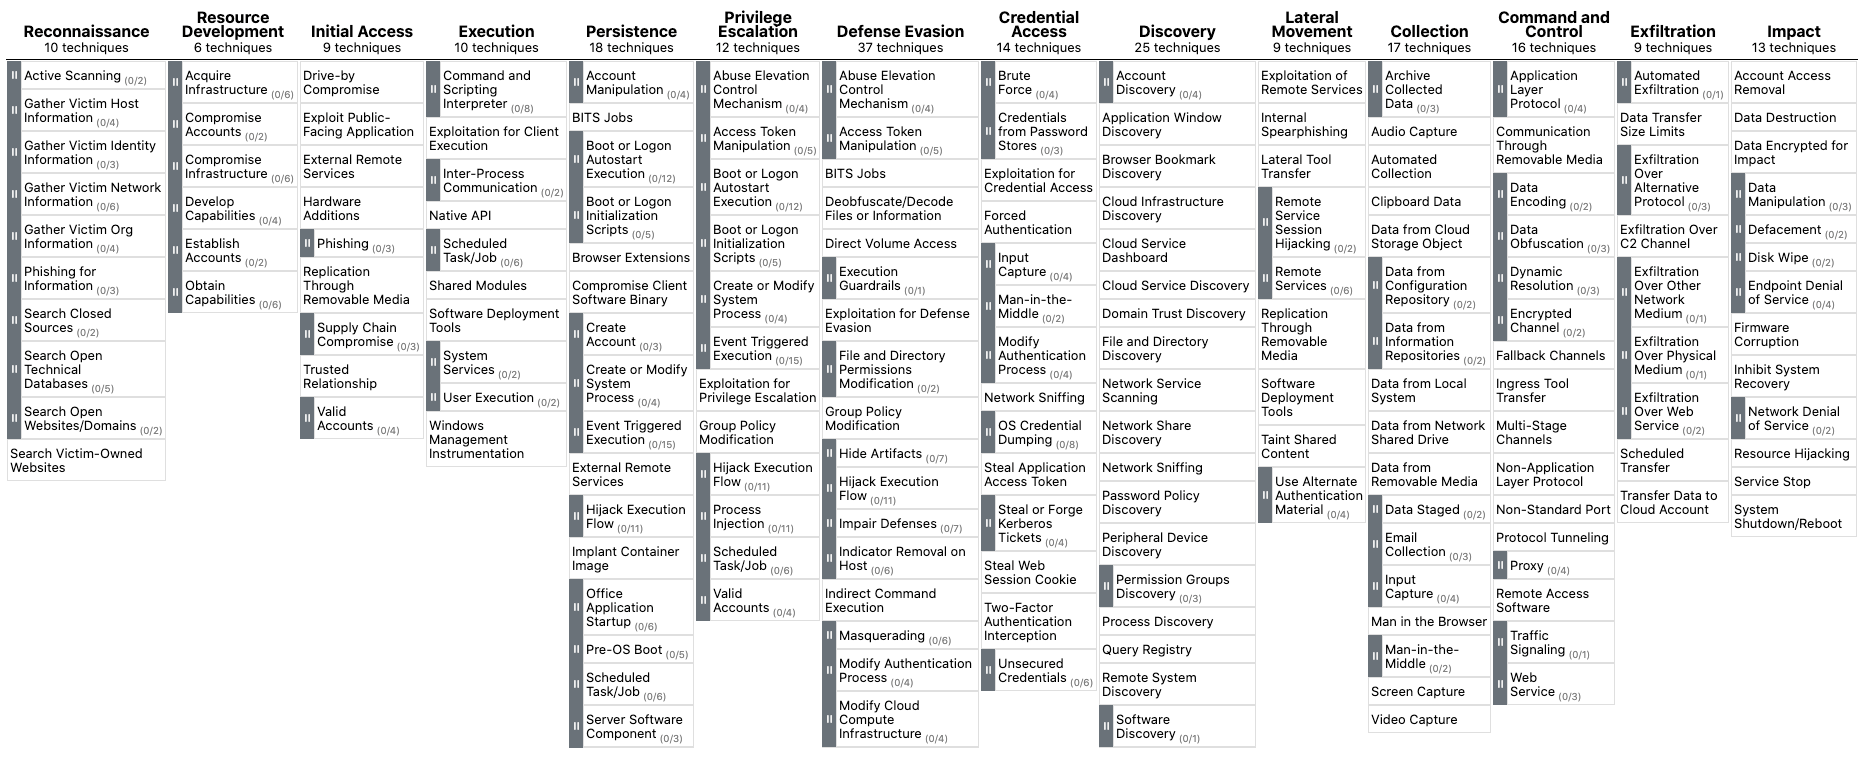 Reconnaissance
10 techniques
Active Scanning (0/2)
Gather Victim Host
Information (0/4)
Gather Victim Identity
Information (0/3)
Gather Victim Network
Information (0/6)
Gather Victim Org
Information (0/4)
Phishing for
Information (0/3)
Search Closed
Sources (0/2)
Search Open
Technical
Databases (0/5)
Search Open
Websites/Domains (0/2)
Search Victim-Owned
Websites
Resource
Development
6 techniques
Acquire
Infrastructure (0/6)
Compromise
Accounts (0/2)
Compromise
Infrastructure (0/6)
Develop
Capabilities (0/4)
Establish
Accounts (0/2)
Obtain
Capabilities (0/6)
Initial Access
9 techniques
Drive-by
Compromise
Exploit Public-
Facing Application
External Remote
Services
Hardware
Additions
Phishing (0/3)
Replication
Through
Removable Media
Supply Chain
Compromise (0/3)
Trusted
Relationship
Valid
Accounts (0/4)
Execution
10 techniques
Command and
Scripting
Interpreter (0/8)
Exploitation for Client
Execution
Inter-Process
Communication (0/2)
Native API
Scheduled
Task/Job (0/6)
Shared Modules
Software Deployment
Tools
System
Services (0/2)
User Execution (0/2)
Windows
Management
Instrumentation
Persistence
18 techniques
Account
Manipulation (0/4)
BITS Jobs
Boot or Logon
Autostart
Execution (0/12)
Boot or Logon
Initialization
Scripts (0/5)
Browser Extensions
Compromise Client
Software Binary
Create
Account (0/3)
Create or Modify
System
Process (0/4)
Event Triggered
Execution (0/15)
External Remote
Services
Hijack Execution
Flow (0/11)
Implant Container
Image
Office
Application
Startup (0/6)
Pre-OS Boot (0/5)
Scheduled
Task/Job (0/6)
Server Software
Component (0/3)
Privilege
Escalation
12 techniques
Abuse Elevation
Control
Mechanism (0/4)
Access Token
Manipulation (0/5)
Boot or Logon
Autostart
Execution (0/12)
Boot or Logon
Initialization
Scripts (0/5)
Create or Modify
System
Process (0/4)
Event Triggered
Execution (0/15)
Exploitation for
Privilege Escalation
Group Policy
Modification
Hijack Execution
Flow (0/11)
Process
Injection (0/11)
Scheduled
Task/Job (0/6)
Valid
Accounts (0/4)
Defense Evasion
37 techniques
Abuse Elevation
Control
Mechanism (0/4)
Access Token
Manipulation (0/5)
BITS Jobs
Deobfuscate/Decode
Files or Information
Direct Volume Access
Execution
Guardrails (0/1)
Exploitation for Defense
Evasion
File and Directory
Permissions
Modification (0/2)
Group Policy
Modification
Hide Artifacts (0/7)
Hijack Execution
Flow (0/11)
Impair Defenses (0/7)
Indicator Removal on
Host (0/6)
Indirect Command
Execution
Masquerading (0/6)
Modify Authentication
Process (0/4)
Modify Cloud
Compute
Infrastructure (0/4)
Credential
Access
14 techniques
Brute
Force (0/4)
Credentials
from Password
Stores (0/3)
Exploitation for
Credential Access
Forced
Authentication
Input
Capture (0/4)
Man-in-the-
Middle (0/2)
Modify
Authentication
Process (0/4)
Network Sniffing
OS Credential
Dumping (0/8)
Steal Application
Access Token
Steal or Forge
Kerberos
Tickets (0/4)
Steal Web
Session Cookie
Two-Factor
Authentication
Interception
Unsecured
Credentials (0/6)
Discovery
25 techniques
Account
Discovery (0/4)
Application Window
Discovery
Browser Bookmark
Discovery
Cloud Infrastructure
Discovery
Cloud Service
Dashboard
Cloud Service Discovery
Domain Trust Discovery
File and Directory
Discovery
Network Service
Scanning
Network Share
Discovery
Network Sniffing
Password Policy
Discovery
Peripheral Device
Discovery
Permission Groups
Discovery (0/3)
Process Discovery
Query Registry
Remote System
Discovery
Software
Discovery (0/1)
Lateral
Movement
9 techniques
Exploitation of
Remote Services
Internal
Spearphishing
Lateral Tool
Transfer
Remote
Service
Session
Hijacking (0/2)
Remote
Services (0/6)
Replication
Through
Removable
Media
Software
Deployment
Tools
Taint Shared
Content
Use Alternate
Authentication
Material (0/4)
Collection
17 techniques
Archive
Collected
Data (0/3)
Audio Capture
Automated
Collection
Clipboard Data
Data from Cloud
Storage Object
Data from
Configuration
Repository (0/2)
Data from
Information
Repositories (0/2)
Data from Local
System
Data from Network
Shared Drive
Data from
Removable Media
Data Staged (0/2)
Email
Collection (0/3)
Input
Capture (0/4)
Man in the Browser
Man-in-the-
Middle (0/2)
Screen Capture
Video Capture
Command and
Control
16 techniques
Application
Layer
Protocol (0/4)
Communication
Through
Removable Media
Data
Encoding (0/2)
Data
Obfuscation (0/3)
Dynamic
Resolution (0/3)
Encrypted
Channel (0/2)
Fallback Channels
Ingress Tool
Transfer
Multi-Stage
Channels
Non-Application
Layer Protocol
Non-Standard Port
Protocol Tunneling
Proxy (0/4)
Remote Access
Software
Traffic
Signaling (0/1)
Web
Service (0/3)
Exfiltration
9 techniques
Automated
Exfiltration (0/1)
Data Transfer
Size Limits
Exfiltration
Over
Alternative
Protocol (0/3)
Exfiltration Over
C2 Channel
Exfiltration
Over Other
Network
Medium (0/1)
Exfiltration
Over Physical
Medium (0/1)
Exfiltration
Over Web
Service (0/2)
Scheduled
Transfer
Transfer Data to
Cloud Account
Impact
13 techniques
Account Access
Removal
Data Destruction
Data Encrypted for
Impact
Data
Manipulation (0/3)
Defacement (0/2)
Disk Wipe (0/2)
Endpoint Denial
of Service (0/4)
Firmware
Corruption
Inhibit System
Recovery
Network Denial
of Service (0/2)
Resource Hijacking
Service Stop
System
Shutdown/Reboot